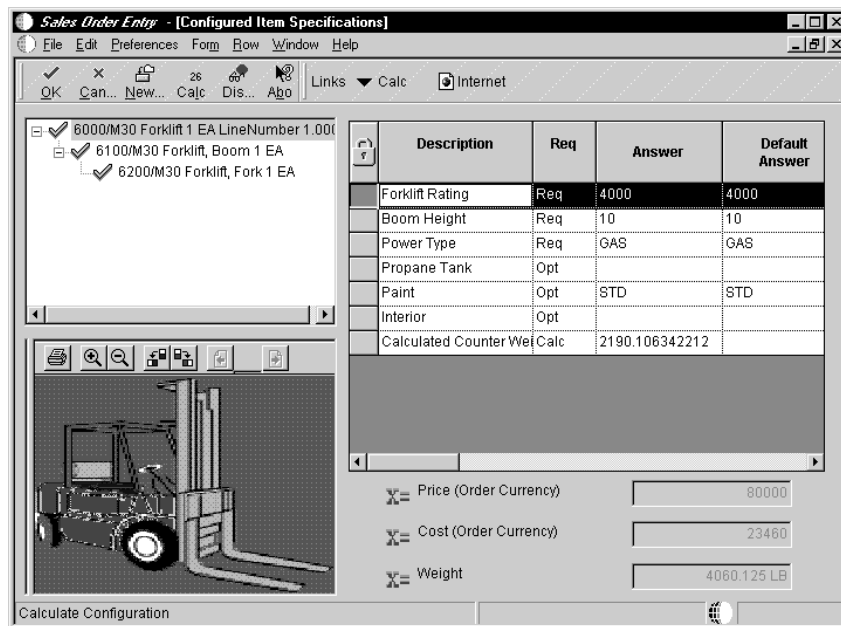 Sales Order Entry - [Configured Item Specifications]
File Edit Preferences Form Row Window Help
OK Can... New... Calc Dis... Abo Links Calc Internet
6000/M30 Forklift 1 EA LineNumber 1.00
6100/M30 Forklift, Boom 1 EA
6200/M30 Forklift, Fork 1 EA
Description Req Answer Default Answer
Forklift Rating Req 4000 4000
Boom Height Req 10 10
Power Type Req GAS GAS
Propane Tank Opt
Paint Opt STD STD
Interior Opt
Calculated Counter Wei Calc 2190.106342212
X= Price (Order Currency) 80000
X= Cost (Order Currency) 23460
X= Weight 4060.125 LB
Calculate Configuration